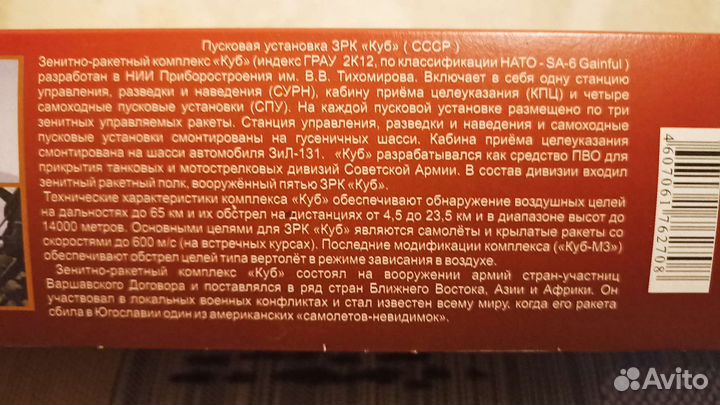 Пусковая установка ЗРК «Куб» ( СССР )
Зенитно-ракетный комплекс «Куб» (индекс ГРАУ 2К12, по классификации НАТО - SA-6 Gainful )
разработан в НИИ Приборостроения им. В.В. Тихомирова. Включает в себя одну станцию
управления, разведки и наведения (СУРН), кабину приёма целеуказания (КПЦ) и четыре
самоходные пусковые установки (СПУ). На каждой пусковой установке размещено по три
зенитных управляемых ракеты. Станция управления, разведки и наведения и самоходные
пусковые установки смонтированы на гусеничных шасси. Кабина приёма целеуказания
смонтирована на шасси автомобиля ЗиЛ-131. «Куб» разрабатывался как средство ПВО для
прикрытия танковых и мотострелковых дивизий Советской Армии. В состав дивизии входил
зенитный ракетный полк, вооружённый пятью ЗРК «Куб».
Технические характеристики комплекса «Куб» обеспечивают обнаружение воздушных целей
на дальностях до 65 км и их обстрел на дистанциях от 4,5 до 23,5 км и в диапазоне высот до
14000 метров. Основными целями для ЗРК «Куб» являются самолёты и крылатые ракеты со
скоростями до 600 м/с (на встречных курсах). Последние модификации комплекса («Куб-М3»)
обеспечивают обстрел целей типа вертолёт в режиме зависания в воздухе.
Зенитно-ракетный комплекс «Куб» состоял на вооружении армий стран-участниц
Варшавского Договора и поставлялся в ряд стран Ближнего Востока, Азии и Африки. Он
участвовал в локальных военных конфликтах и стал известен всему миру, когда его ракета
сбила в Югославии один из американских «самолетов-невидимок».
4607061762708
Avito